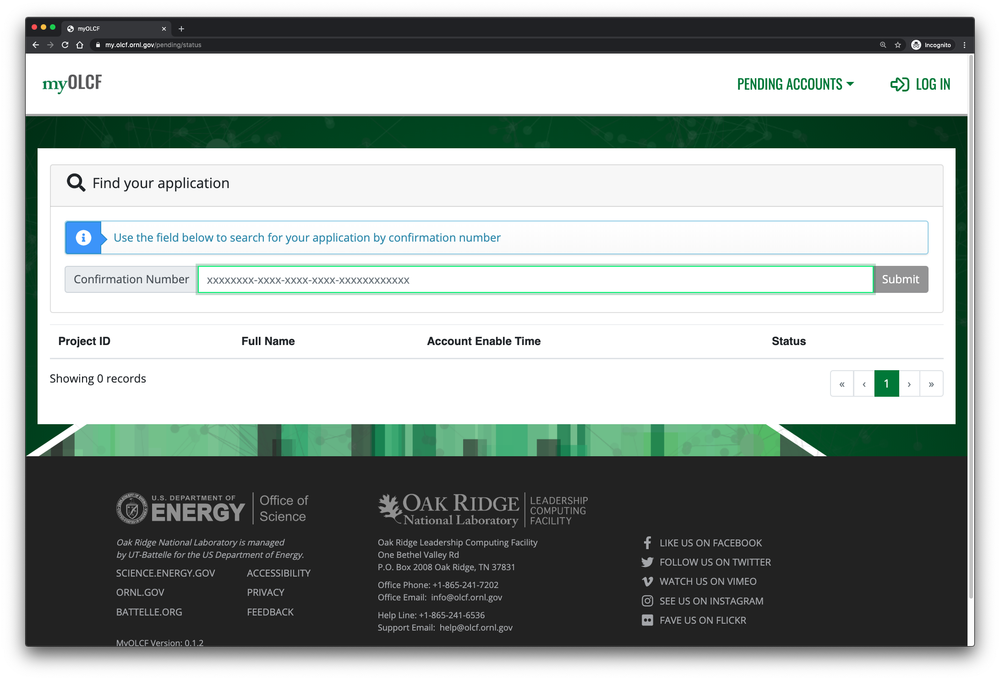 myOLCF
my.olcf.ornl.gov/pending/status
Incognito
myOLCF
PENDING ACCOUNTS
LOG IN
Find your application
Use the field below to search for your application by confirmation number
Confirmation Number
xxxxxxxx-xxxx-xxxx-xxxx-xxxxxxxxxxxx
Submit
Project ID
Full Name
Account Enable Time
Status
Showing 0 records
«
‹
1
›
»
U.S. DEPARTMENT OF
ENERGY
Office of
Science
Oak Ridge National Laboratory is managed
by UT-Battelle for the US Department of Energy.
SCIENCE.ENERGY.GOV
ACCESSIBILITY
ORNL.GOV
PRIVACY
BATTELLE.ORG
FEEDBACK
MyOLCF Version: 0.1.2
OAK RIDGE
National Laboratory
LEADERSHIP
COMPUTING
FACILITY
Oak Ridge Leadership Computing Facility
One Bethel Valley Rd
P.O. Box 2008 Oak Ridge, TN 37831
Office Phone: +1-865-241-7202
Office Email: info@olcf.ornl.gov
Help Line: +1-865-241-6536
Support Email: help@olcf.ornl.gov
LIKE US ON FACEBOOK
FOLLOW US ON TWITTER
WATCH US ON VIMEO
SEE US ON INSTAGRAM
FAVE US ON FLICKR